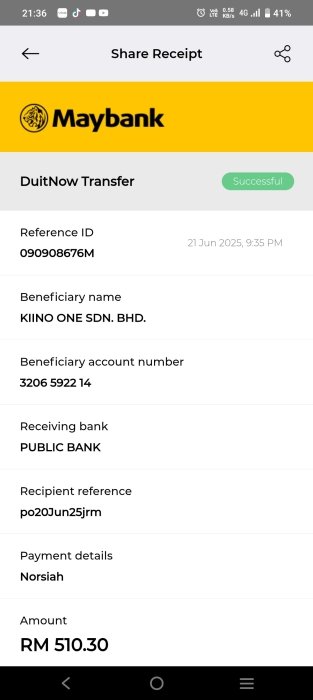 21:36
0.58
KB/s
4G
41%
Share Receipt
Maybank
DuitNow Transfer
Successful
Reference ID
21 Jun 2025, 9:35 PM
090908676M
Beneficiary name
KIINO ONE SDN. BHD.
Beneficiary account number
3206 5922 14
Receiving bank
PUBLIC BANK
Recipient reference
po20Jun25jrm
Payment details
Norsiah
Amount
RM 510.30